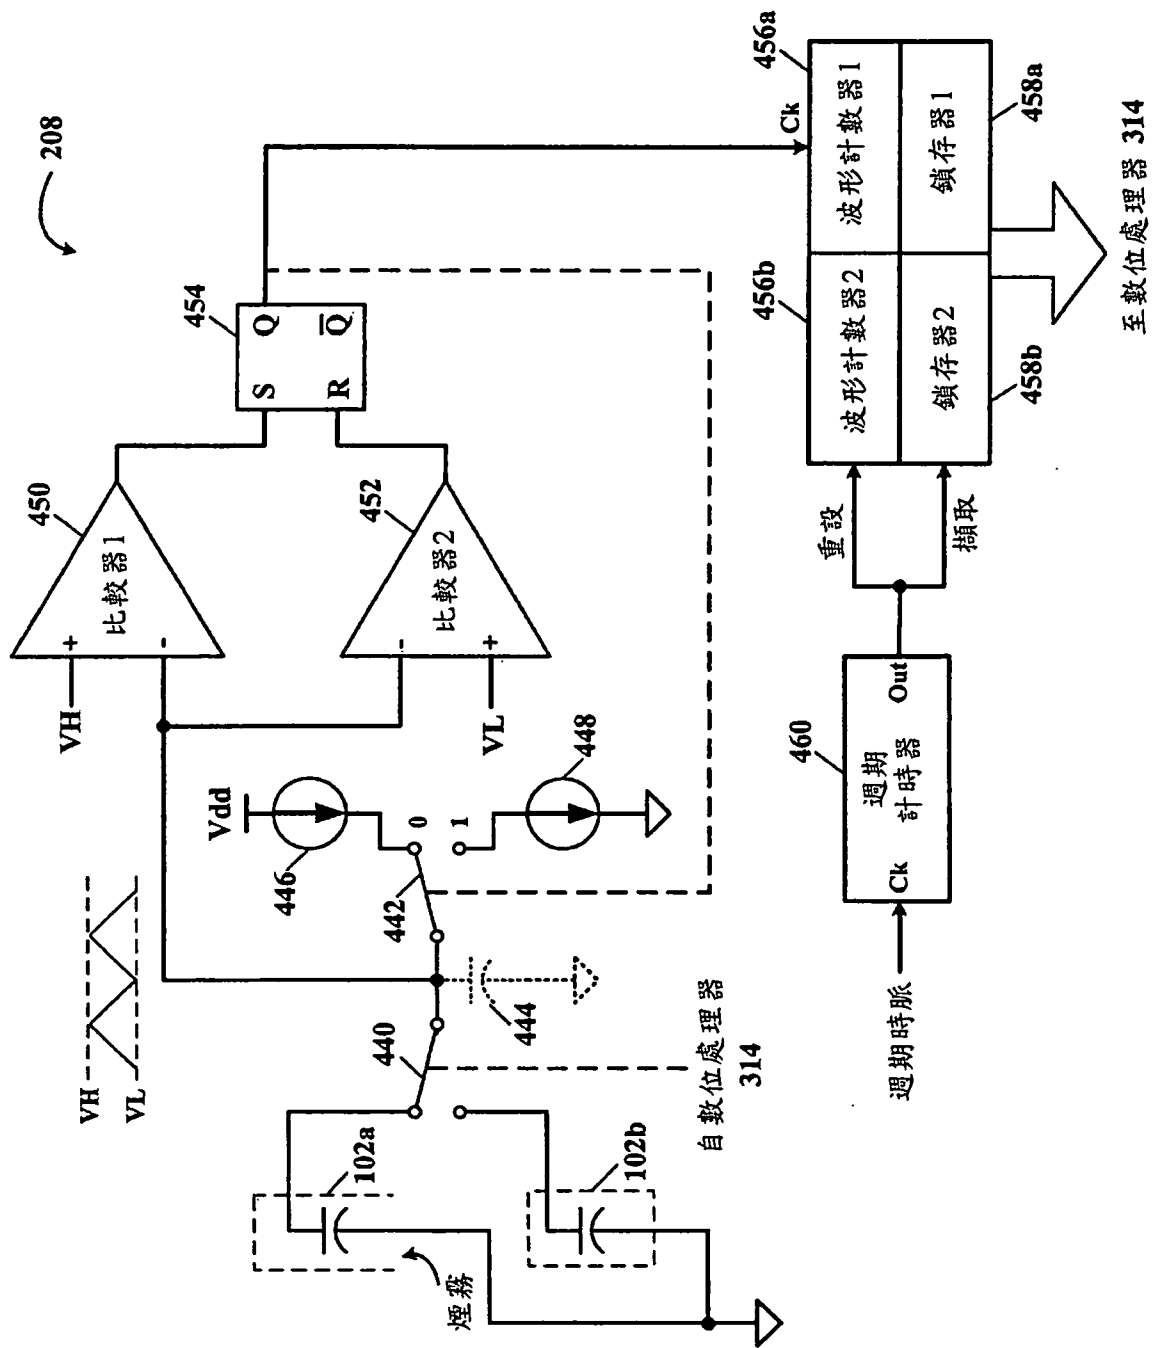 208
VH
VL
VH
450
+
-
比較器1
452
-
+
比較器2
VL
454
S
Q
R
Q̅
Vdd
446
0
1
448
442
440
444
自數位處理器
314
102a
102b
煙霧
Ck
456a
456b
波形計數器1
波形計數器2
鎖存器1
鎖存器2
458a
458b
至數位處理器 314
重設
擷取
460
週期
計時器
Ck
Out
週期時脈